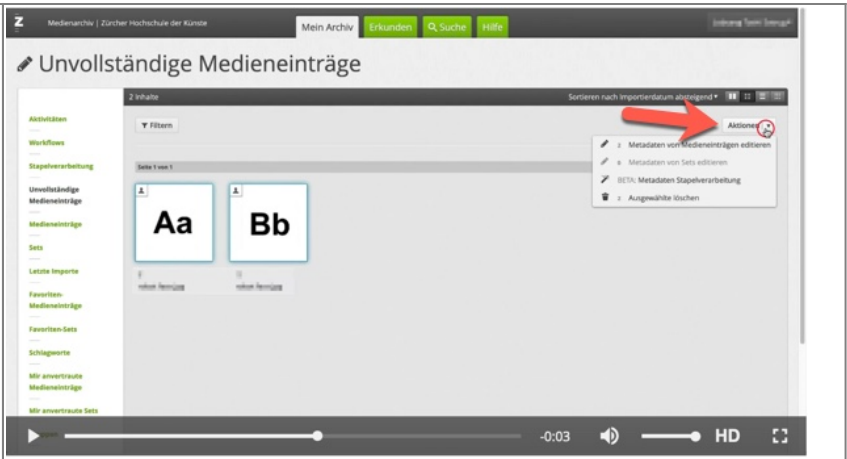 Z Medienarchiv | Zürcher Hochschule der Künste
Mein Archiv Erkunden Suche Hilfe
Unvollständige Medieneinträge
2 Inhalte Sortieren nach Importierdatum absteigend
Aktivitäten
Workflows
Stapelverarbeitung
Unvollständige
Medieneinträge
Medieneinträge
Sets
Letzte Importe
Favoriten-
Medieneinträge
Favoriten-Sets
Schlagworte
Mir anvertraute
Medieneinträge
Mir anvertraute Sets
Filtern
Aktionen
2 Metadaten von Medieneinträgen editieren
0 Metadaten von Sets editieren
BETA: Metadaten Stapelverarbeitung
2 Ausgewählte löschen
Seite 1 von 1
Aa
Bb
-0:03 HD